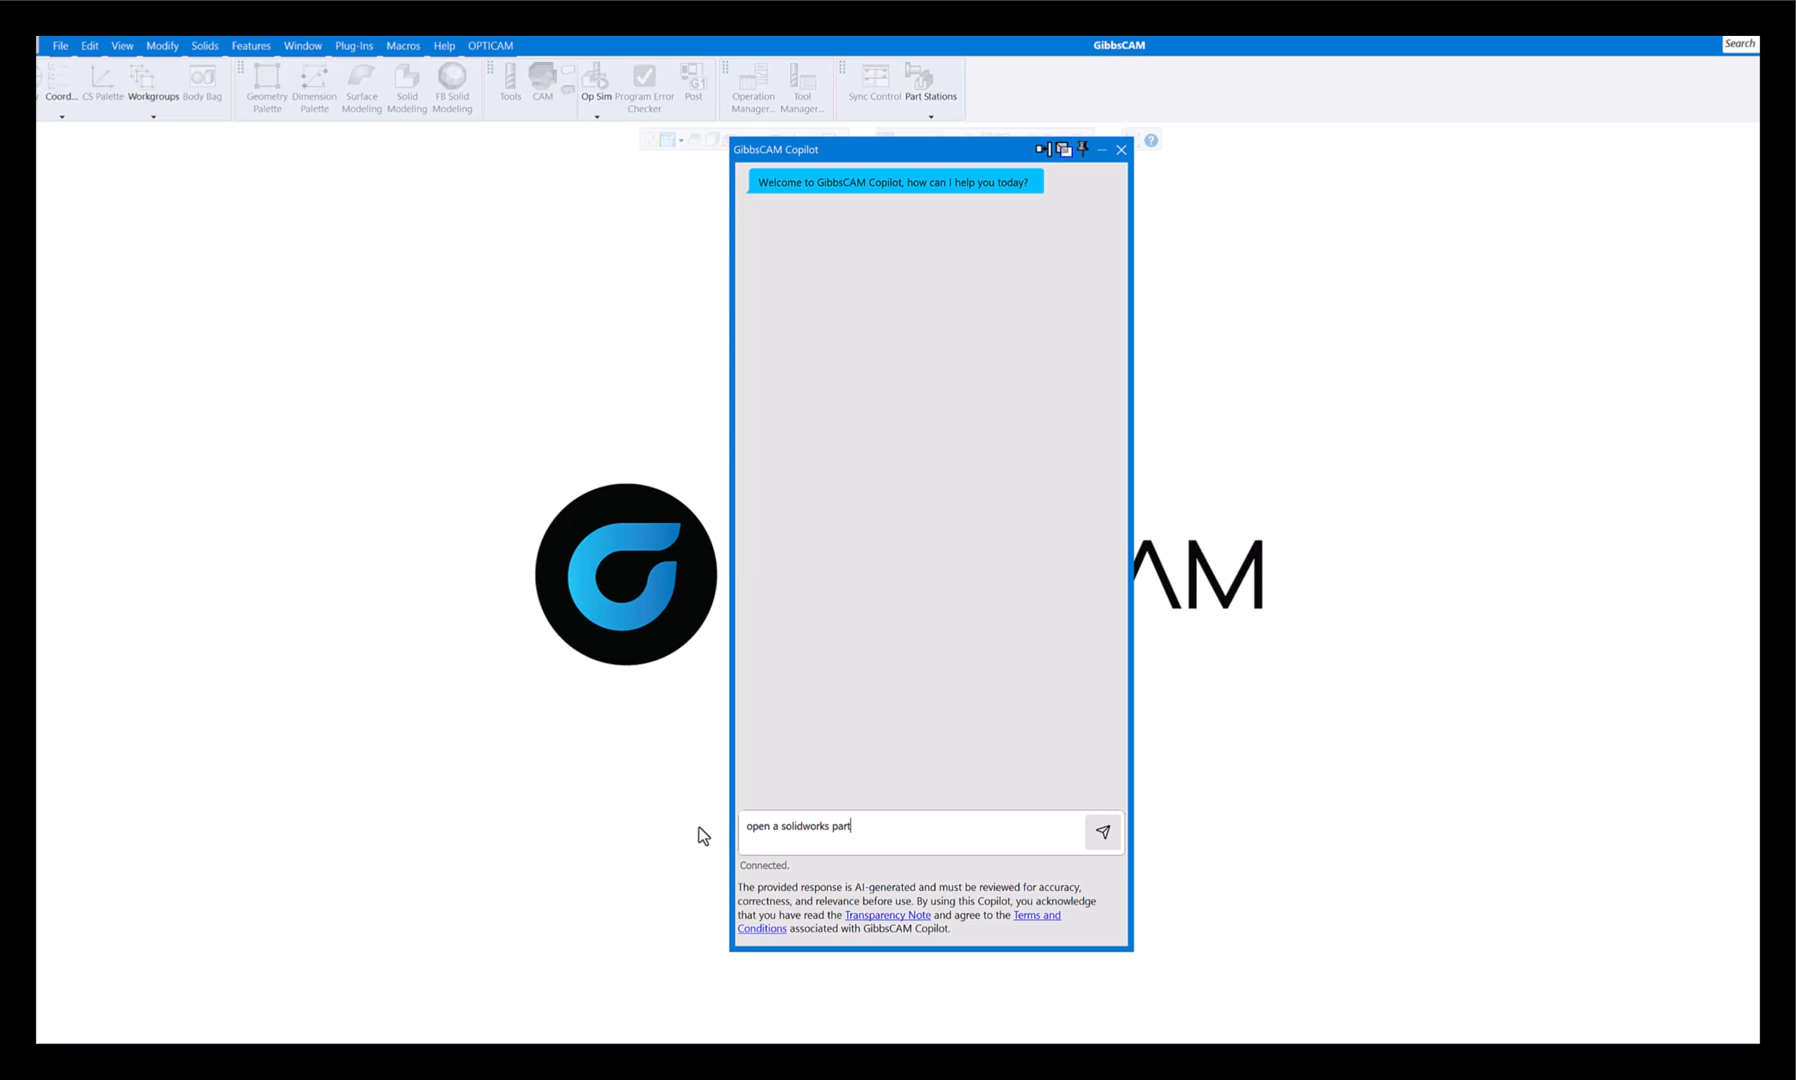 File Edit View Modify Solids Features Window Plug-Ins Macros Help OPTICAM GibbsCAM Search
Coord... CS Palette Workgroups Body Bag Geometry Palette Dimension Palette Surface Modeling Solid Modeling FB Solid Modeling Tools CAM Op Sim Program Error Checker Post Operation Manager... Tool Manager... Sync Control Part Stations
GibbsCAM Copilot
Welcome to GibbsCAM Copilot, how can I help you today?
AM
open a solidworks part
Connected.
The provided response is AI-generated and must be reviewed for accuracy,
correctness, and relevance before use. By using this Copilot, you acknowledge
that you have read the Transparency Note and agree to the Terms and
Conditions associated with GibbsCAM Copilot.